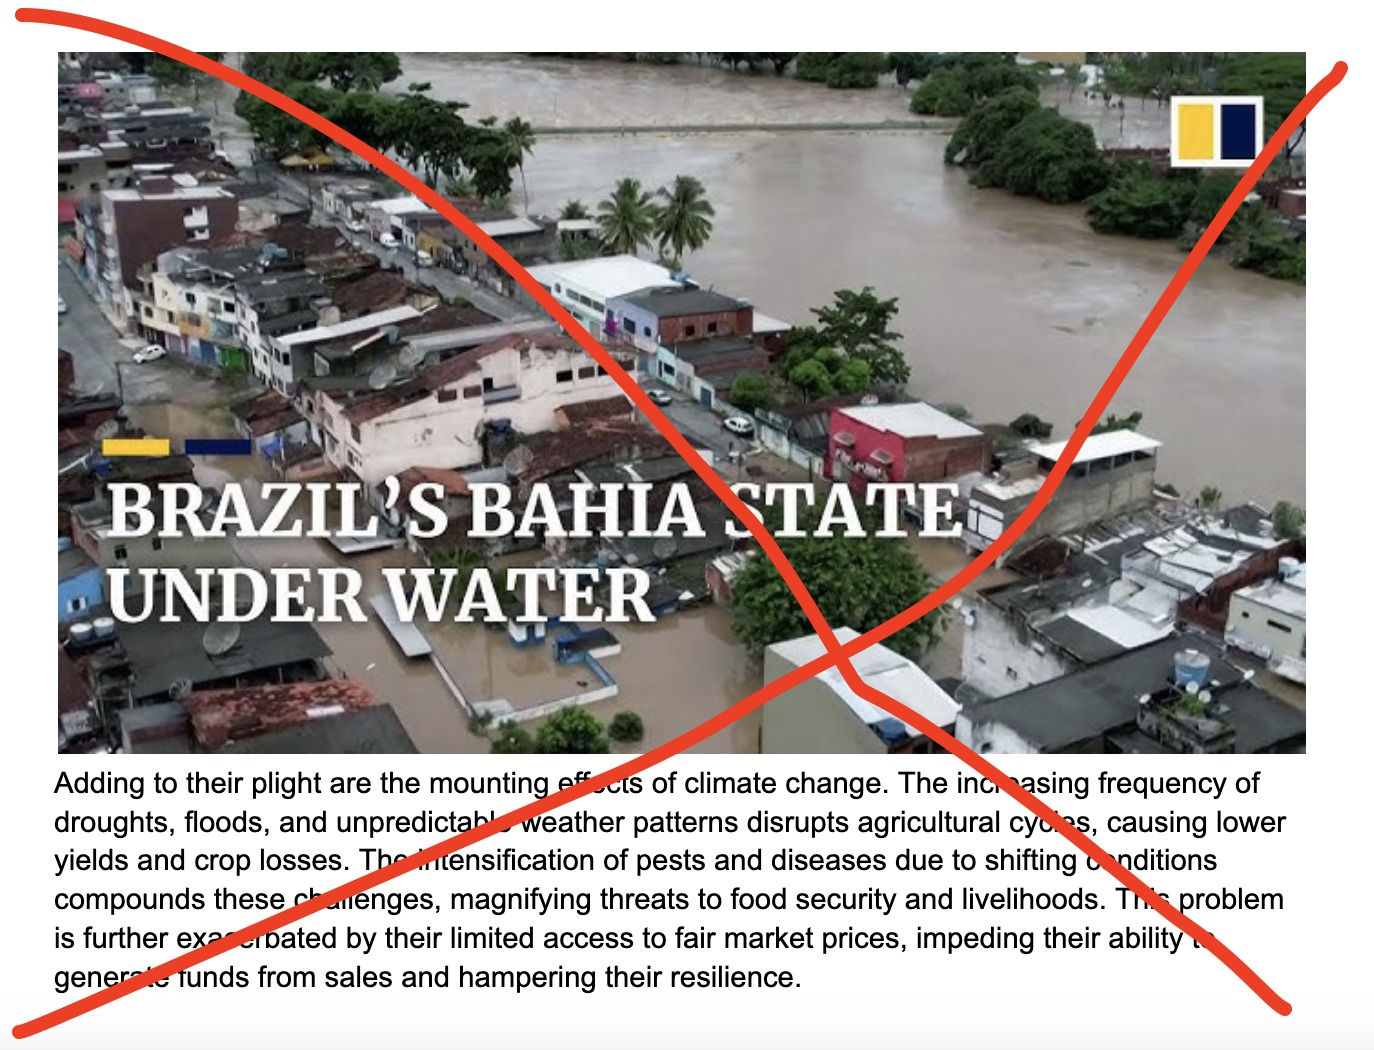 BRAZIL’S BAHIA STATE
UNDER WATER
Adding to their plight are the mounting effects of climate change. The increasing frequency of
droughts, floods, and unpredictable weather patterns disrupts agricultural cycles, causing lower
yields and crop losses. The intensification of pests and diseases due to shifting conditions
compounds these challenges, magnifying threats to food security and livelihoods. This problem
is further exacerbated by their limited access to fair market prices, impeding their ability to
generate funds from sales and hampering their resilience.